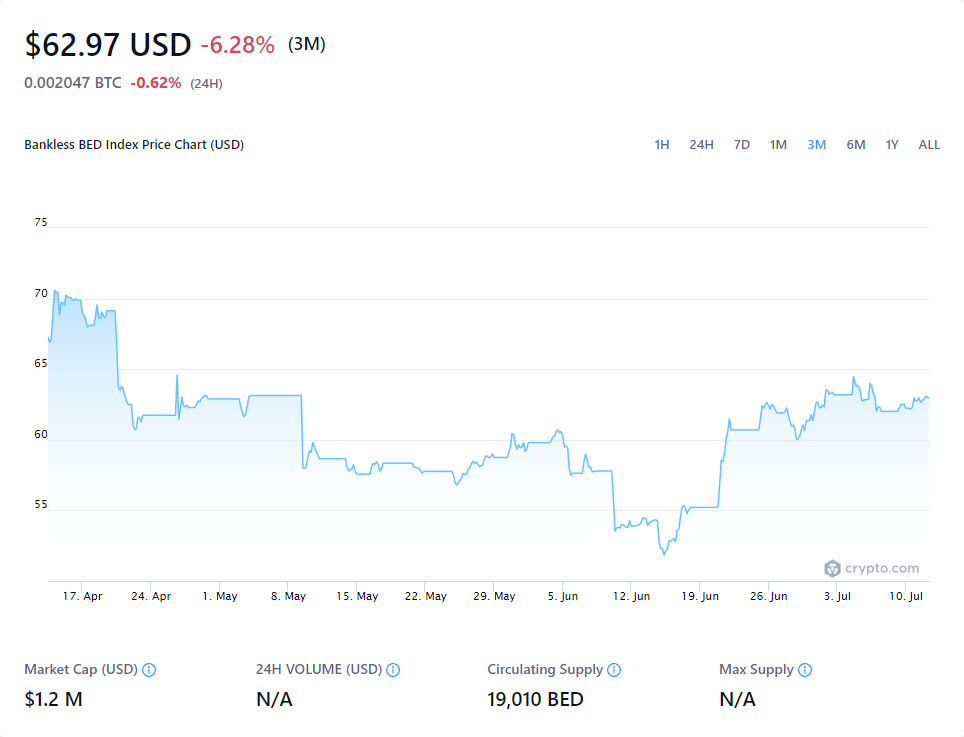 $62.97 USD -6.28% (3M)
0.002047 BTC -0.62% (24H)
Bankless BED Index Price Chart (USD)
1H 24H 7D 1M 3M 6M 1Y ALL
75
70
65
60
55
crypto.com
17. Apr 24. Apr 1. May 8. May 15. May 22. May 29. May 5. Jun 12. Jun 19. Jun 26. Jun 3. Jul 10. Jul
Market Cap (USD) 24H VOLUME (USD) Circulating Supply Max Supply
$1.2 M N/A 19,010 BED N/A